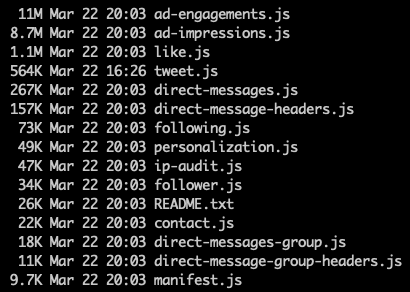 11M Mar 22 20:03 ad-engagements.js
8.7M Mar 22 20:03 ad-impressions.js
1.1M Mar 22 20:03 like.js
564K Mar 22 16:26 tweet.js
267K Mar 22 20:03 direct-messages.js
157K Mar 22 20:03 direct-message-headers.js
73K Mar 22 20:03 following.js
49K Mar 22 20:03 personalization.js
47K Mar 22 20:03 ip-audit.js
34K Mar 22 20:03 follower.js
26K Mar 22 20:03 README.txt
22K Mar 22 20:03 contact.js
18K Mar 22 20:03 direct-messages-group.js
11K Mar 22 20:03 direct-message-group-headers.js
9.7K Mar 22 20:03 manifest.js